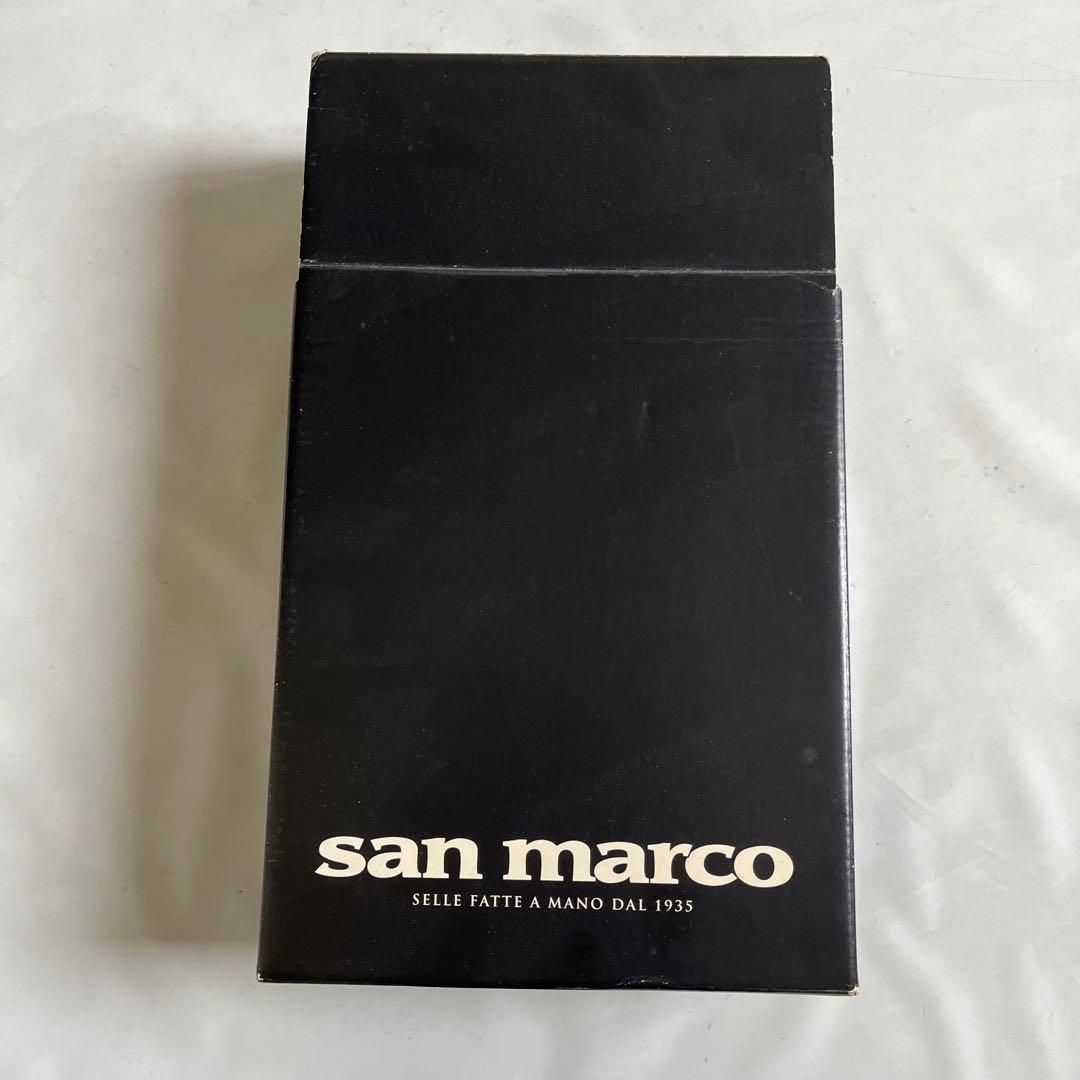 san marco
SELLE FATTE A MANO DAL 1935